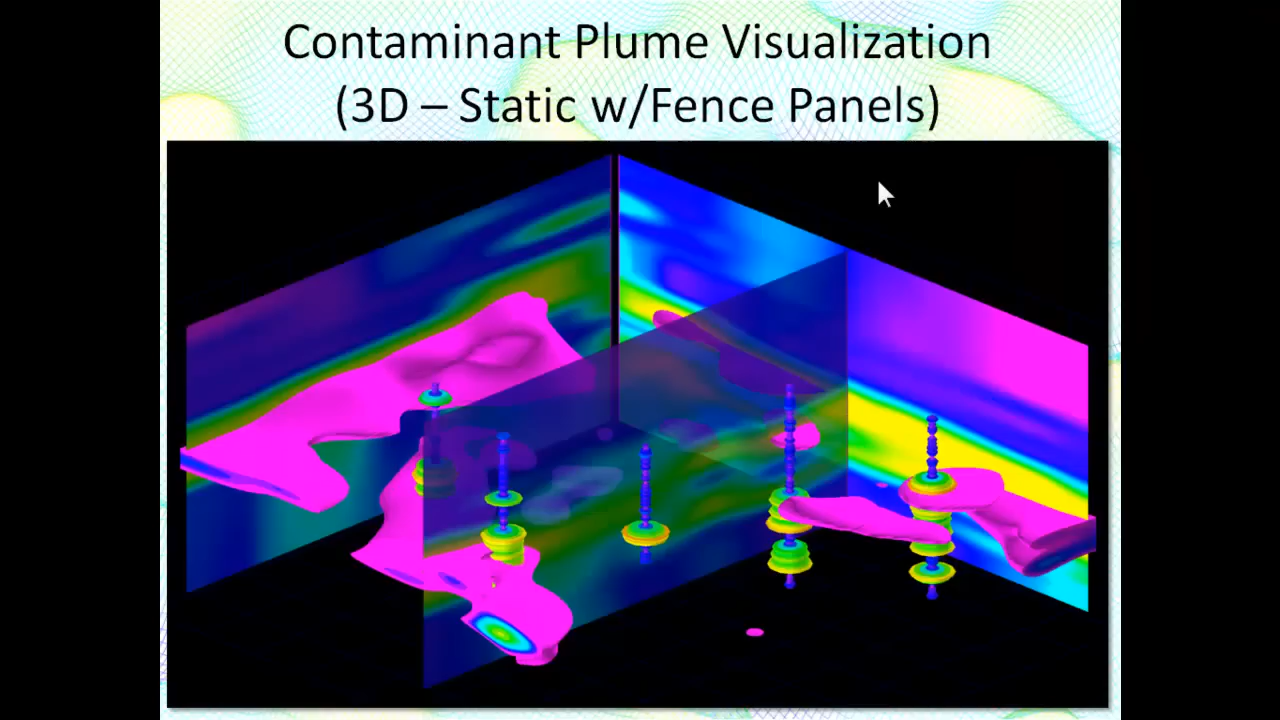 Contaminant Plume Visualization
(3D – Static w/Fence Panels)